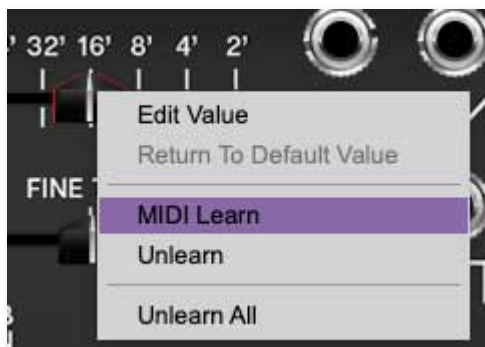 32' 16' 8' 4' 2'
Edit Value
Return To Default Value
FINE
MIDI Learn
Unlearn
Unlearn All